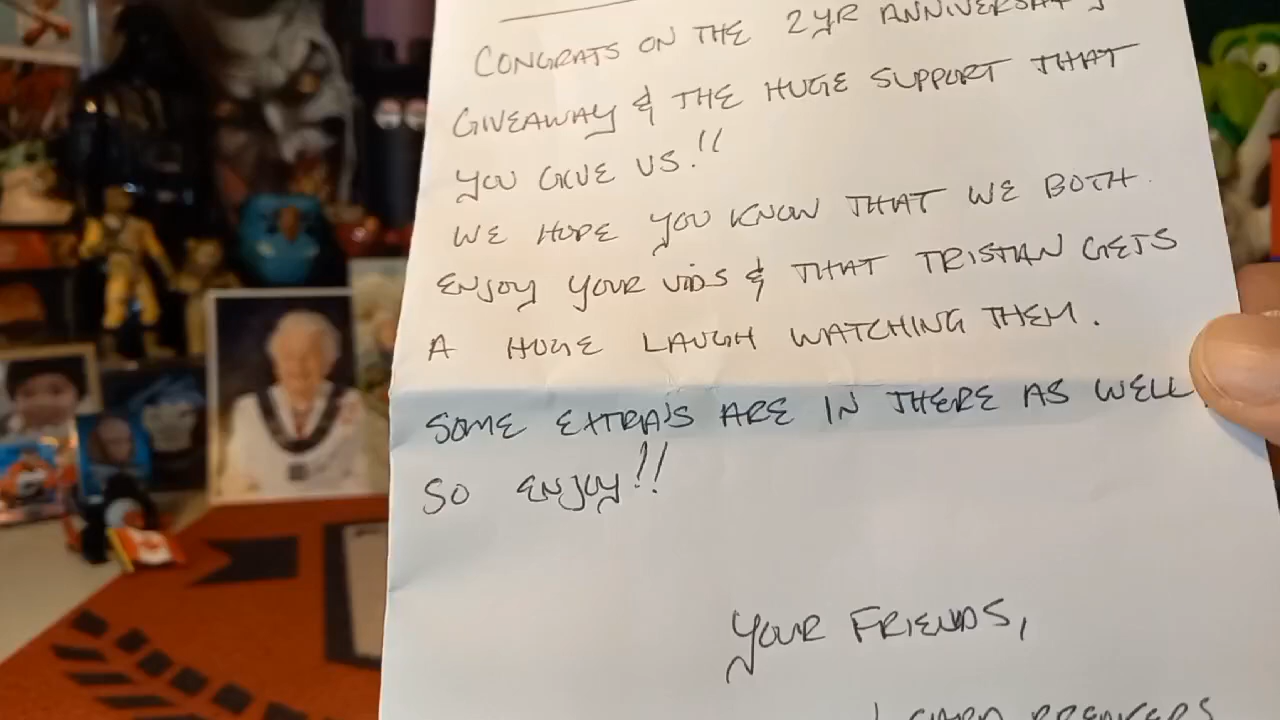 CONGRATS ON THE 2YR ANNIVERSARY
GIVEAWAY & THE HUGE SUPPORT THAT
YOU GIVE US!!
WE HOPE YOU KNOW THAT WE BOTH
ENJOY YOUR VIDS & THAT TRISTAN GETS
A HUGE LAUGH WATCHING THEM.
SOME EXTRA'S ARE IN THERE AS WELL
SO ENJOY!!
YOUR FRIENDS,